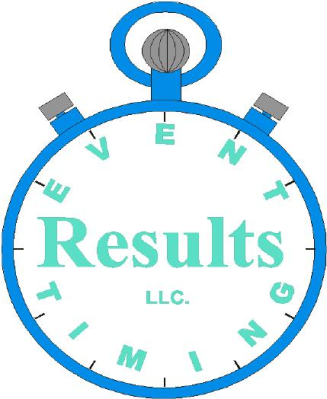 EVENT
Results
LLC.
TIMING